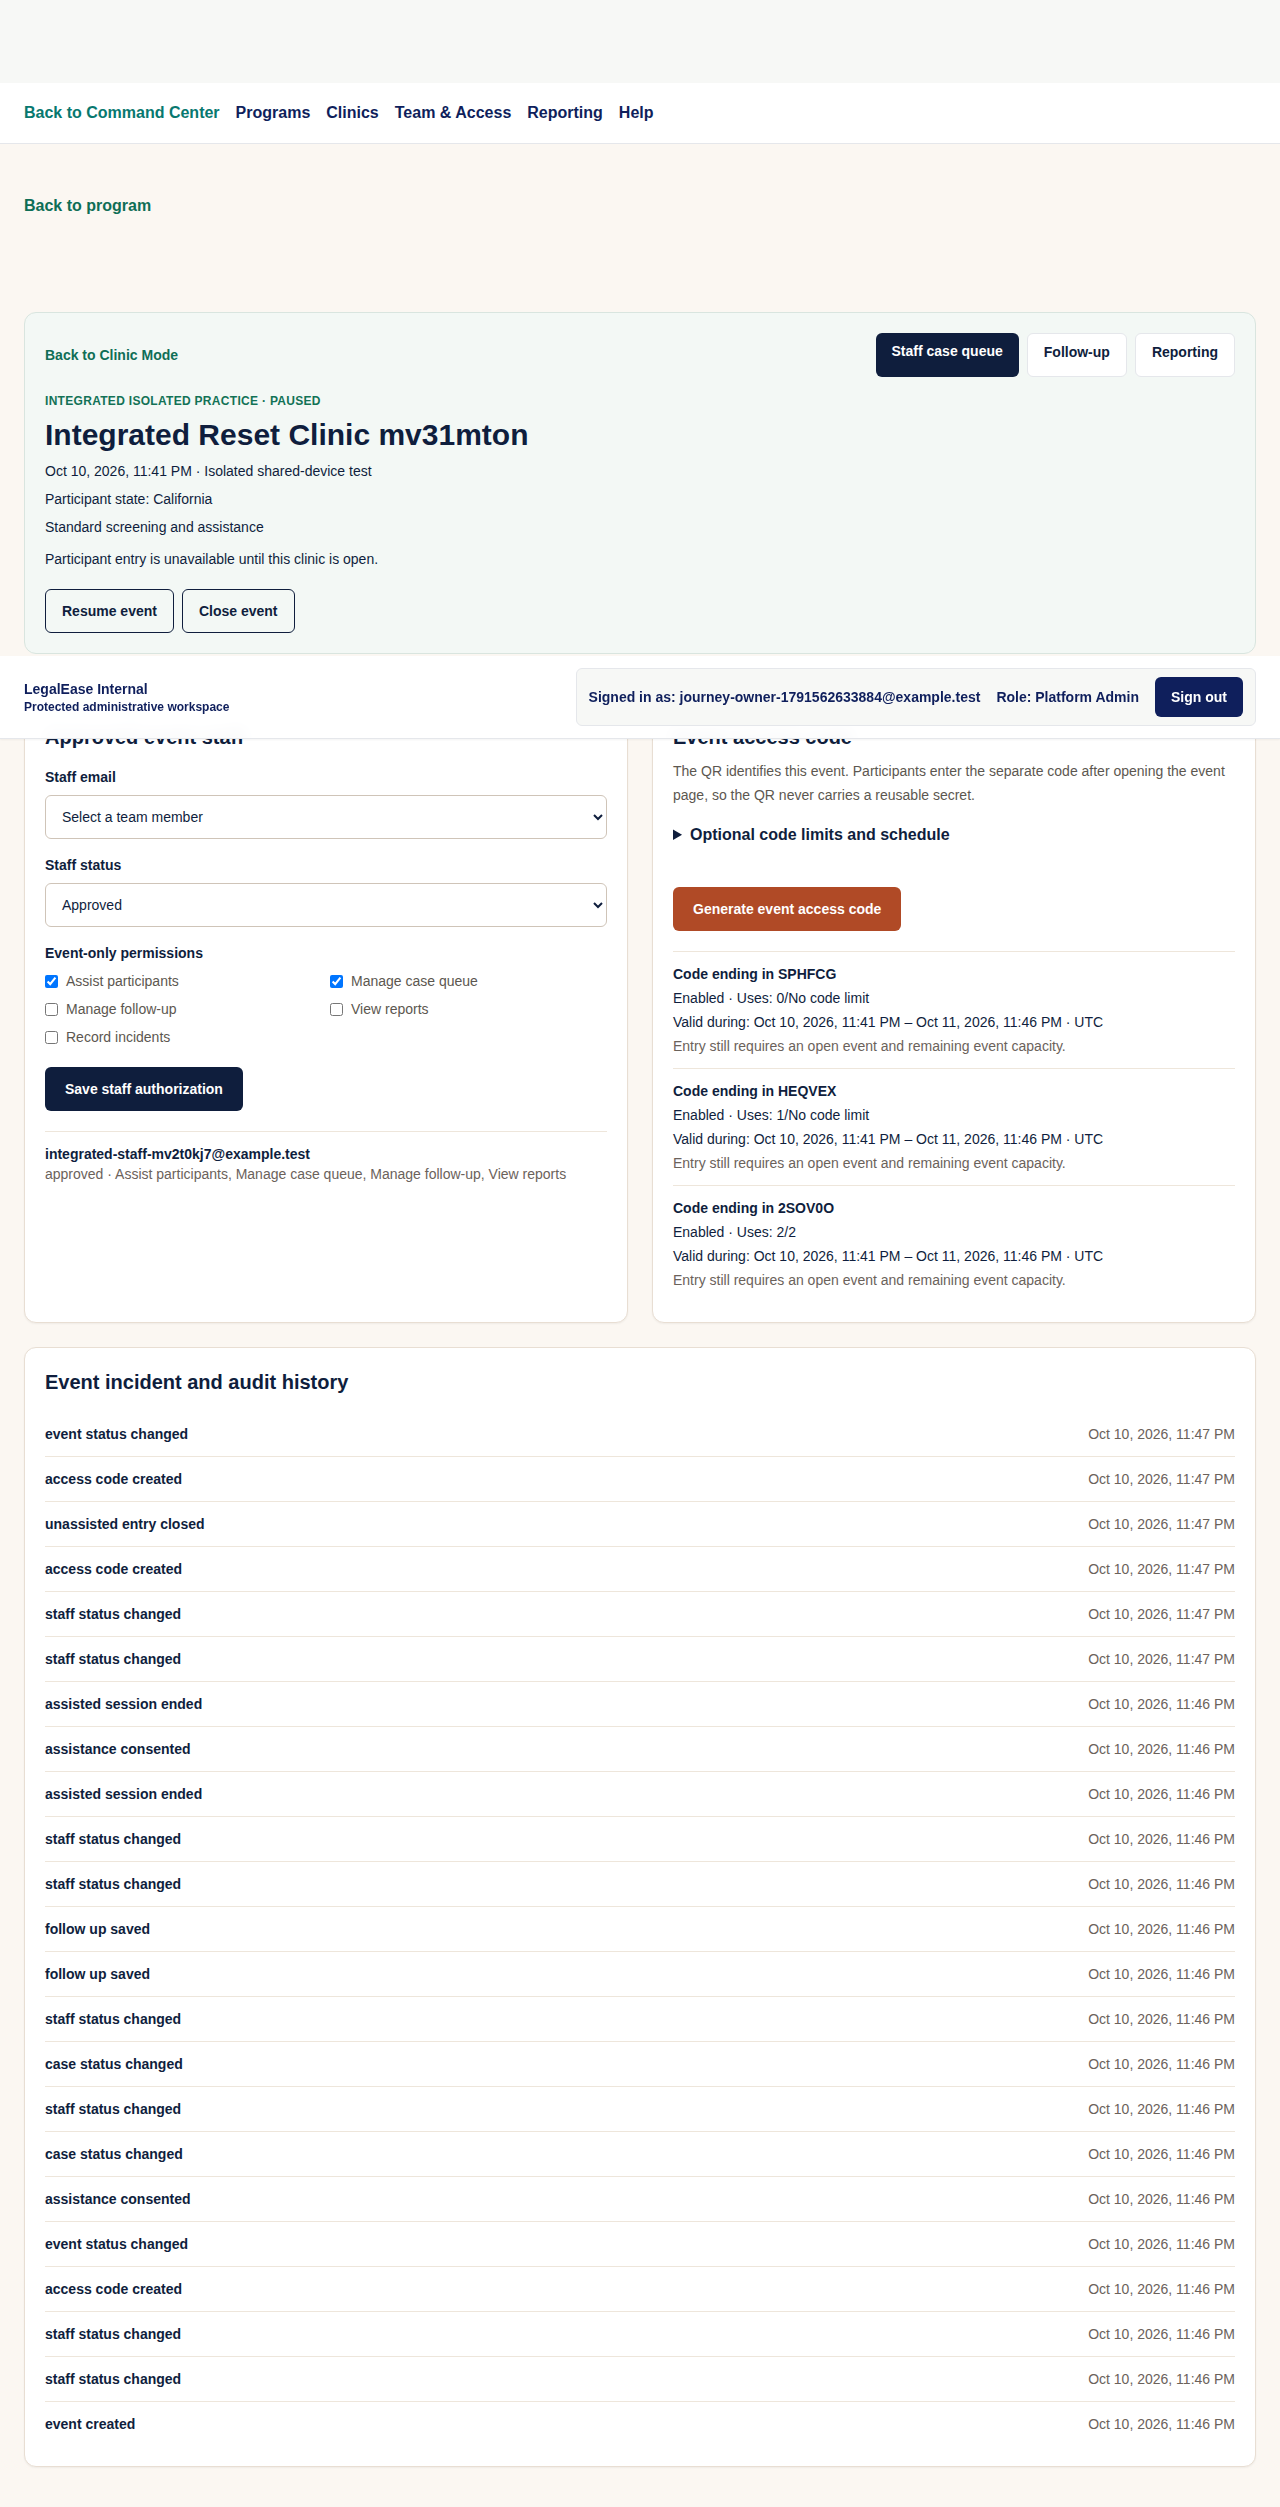 Back to Command Center Programs Clinics Team & Access Reporting Help
Back to program
Back to Clinic Mode
Staff case queue Follow-up Reporting
INTEGRATED ISOLATED PRACTICE · PAUSED
Integrated Reset Clinic mv31mton
Oct 10, 2026, 11:41 PM · Isolated shared-device test
Participant state: California
Standard screening and assistance
Participant entry is unavailable until this clinic is open.
Resume event Close event
LegalEase Internal
Protected administrative workspace
Signed in as: journey-owner-1791562633884@example.test Role: Platform Admin Sign out
Approved event staff
Staff email
Select a team member
Staff status
Approved
Event-only permissions
Assist participants Manage case queue
Manage follow-up View reports
Record incidents
Save staff authorization
integrated-staff-mv2t0kj7@example.test
approved · Assist participants, Manage case queue, Manage follow-up, View reports
Event access code
The QR identifies this event. Participants enter the separate code after opening the event
page, so the QR never carries a reusable secret.
Optional code limits and schedule
Generate event access code
Code ending in SPHFCG
Enabled · Uses: 0/No code limit
Valid during: Oct 10, 2026, 11:41 PM – Oct 11, 2026, 11:46 PM · UTC
Entry still requires an open event and remaining event capacity.
Code ending in HEQVEX
Enabled · Uses: 1/No code limit
Valid during: Oct 10, 2026, 11:41 PM – Oct 11, 2026, 11:46 PM · UTC
Entry still requires an open event and remaining event capacity.
Code ending in 2SOV0O
Enabled · Uses: 2/2
Valid during: Oct 10, 2026, 11:41 PM – Oct 11, 2026, 11:46 PM · UTC
Entry still requires an open event and remaining event capacity.
Event incident and audit history
event status changed Oct 10, 2026, 11:47 PM
access code created Oct 10, 2026, 11:47 PM
unassisted entry closed Oct 10, 2026, 11:47 PM
access code created Oct 10, 2026, 11:47 PM
staff status changed Oct 10, 2026, 11:47 PM
staff status changed Oct 10, 2026, 11:47 PM
assisted session ended Oct 10, 2026, 11:46 PM
assistance consented Oct 10, 2026, 11:46 PM
assisted session ended Oct 10, 2026, 11:46 PM
staff status changed Oct 10, 2026, 11:46 PM
staff status changed Oct 10, 2026, 11:46 PM
follow up saved Oct 10, 2026, 11:46 PM
follow up saved Oct 10, 2026, 11:46 PM
staff status changed Oct 10, 2026, 11:46 PM
case status changed Oct 10, 2026, 11:46 PM
staff status changed Oct 10, 2026, 11:46 PM
case status changed Oct 10, 2026, 11:46 PM
assistance consented Oct 10, 2026, 11:46 PM
event status changed Oct 10, 2026, 11:46 PM
access code created Oct 10, 2026, 11:46 PM
staff status changed Oct 10, 2026, 11:46 PM
staff status changed Oct 10, 2026, 11:46 PM
event created Oct 10, 2026, 11:46 PM